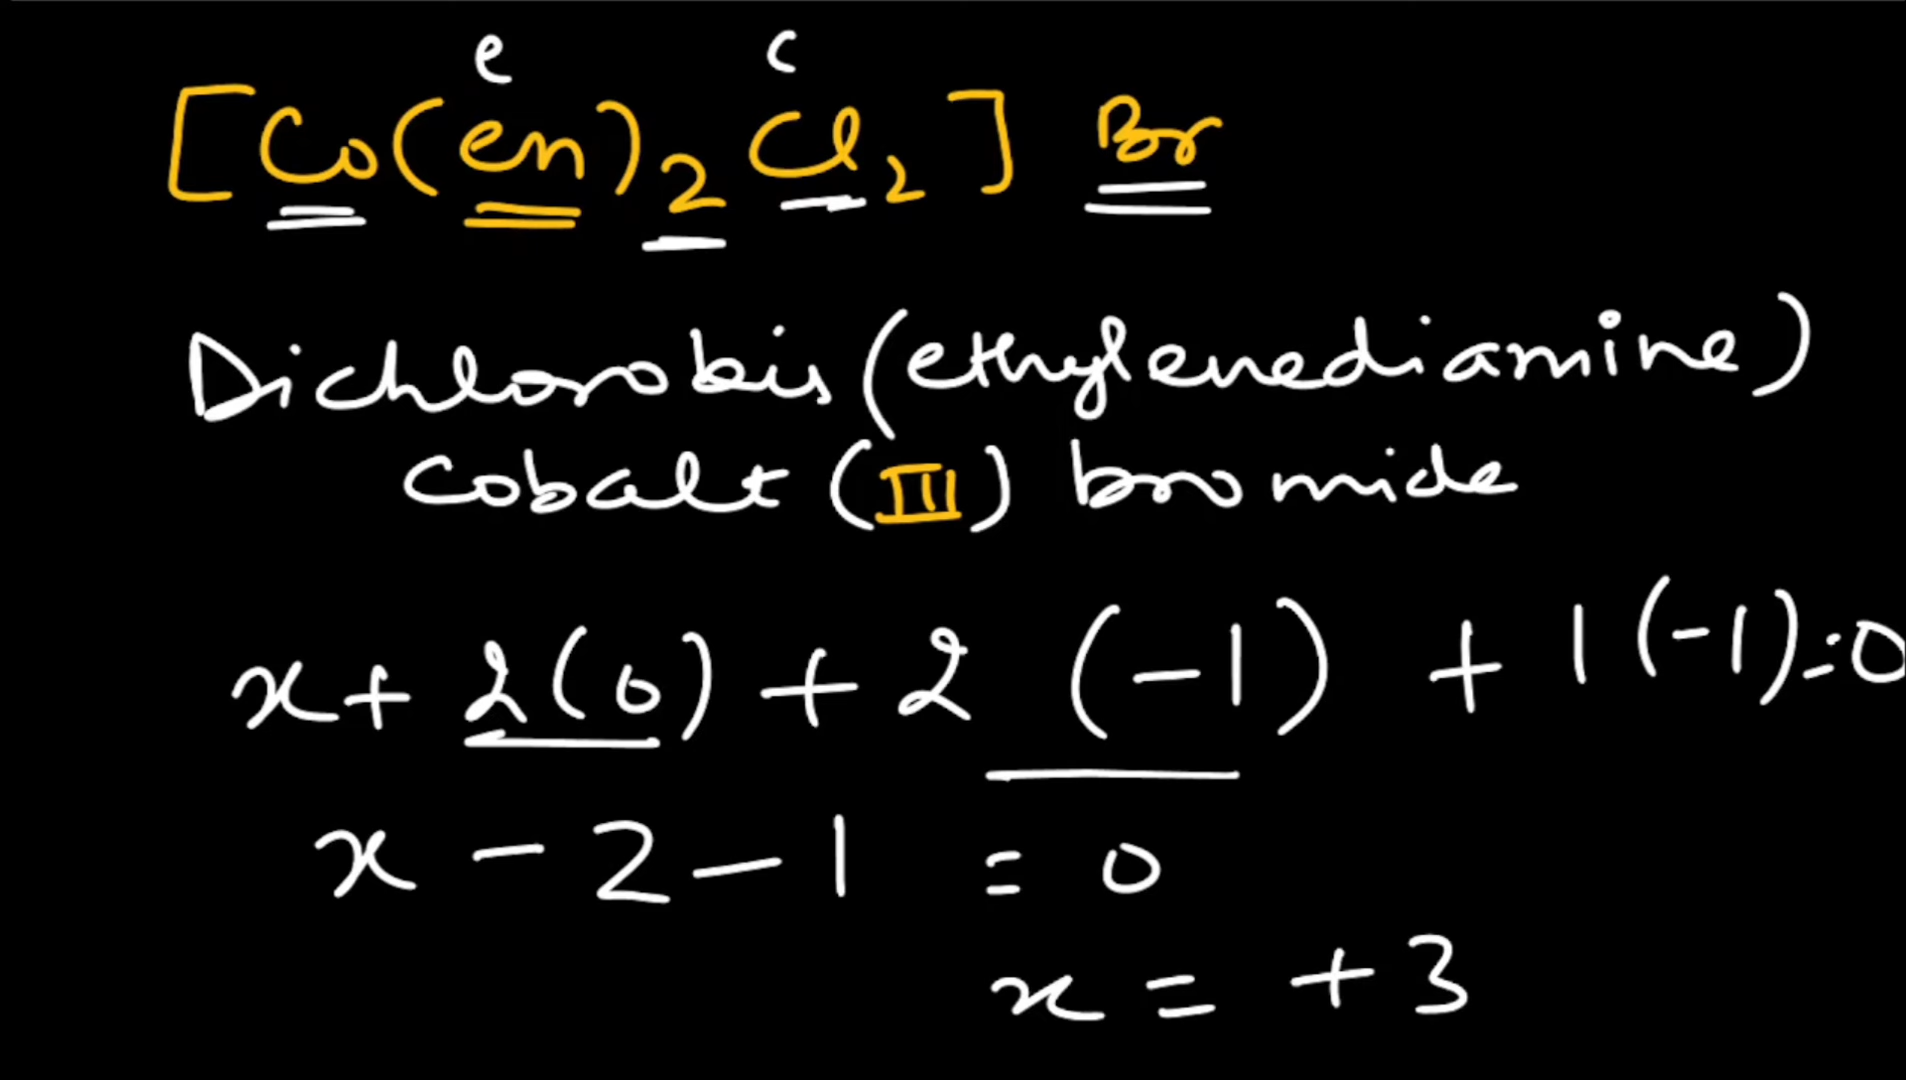 e c
[Co(en)₂Cl₂] Br
Dichlorobis (ethylenediamine)
Cobalt (III) bromide
x + 2(0) + 2 (-1) + 1(-1)=0
x - 2 - 1 = 0
x = +3